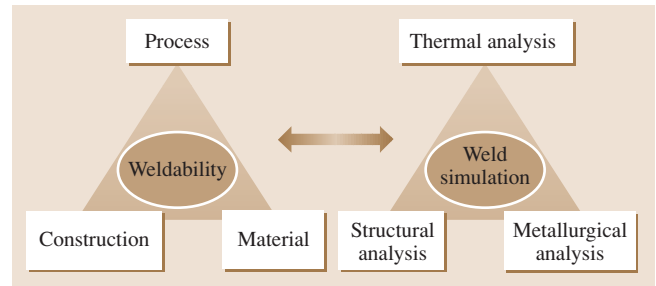 Process
Thermal analysis
Weldability
Weld
simulation
Construction
Material
Structural
analysis
Metallurgical
analysis